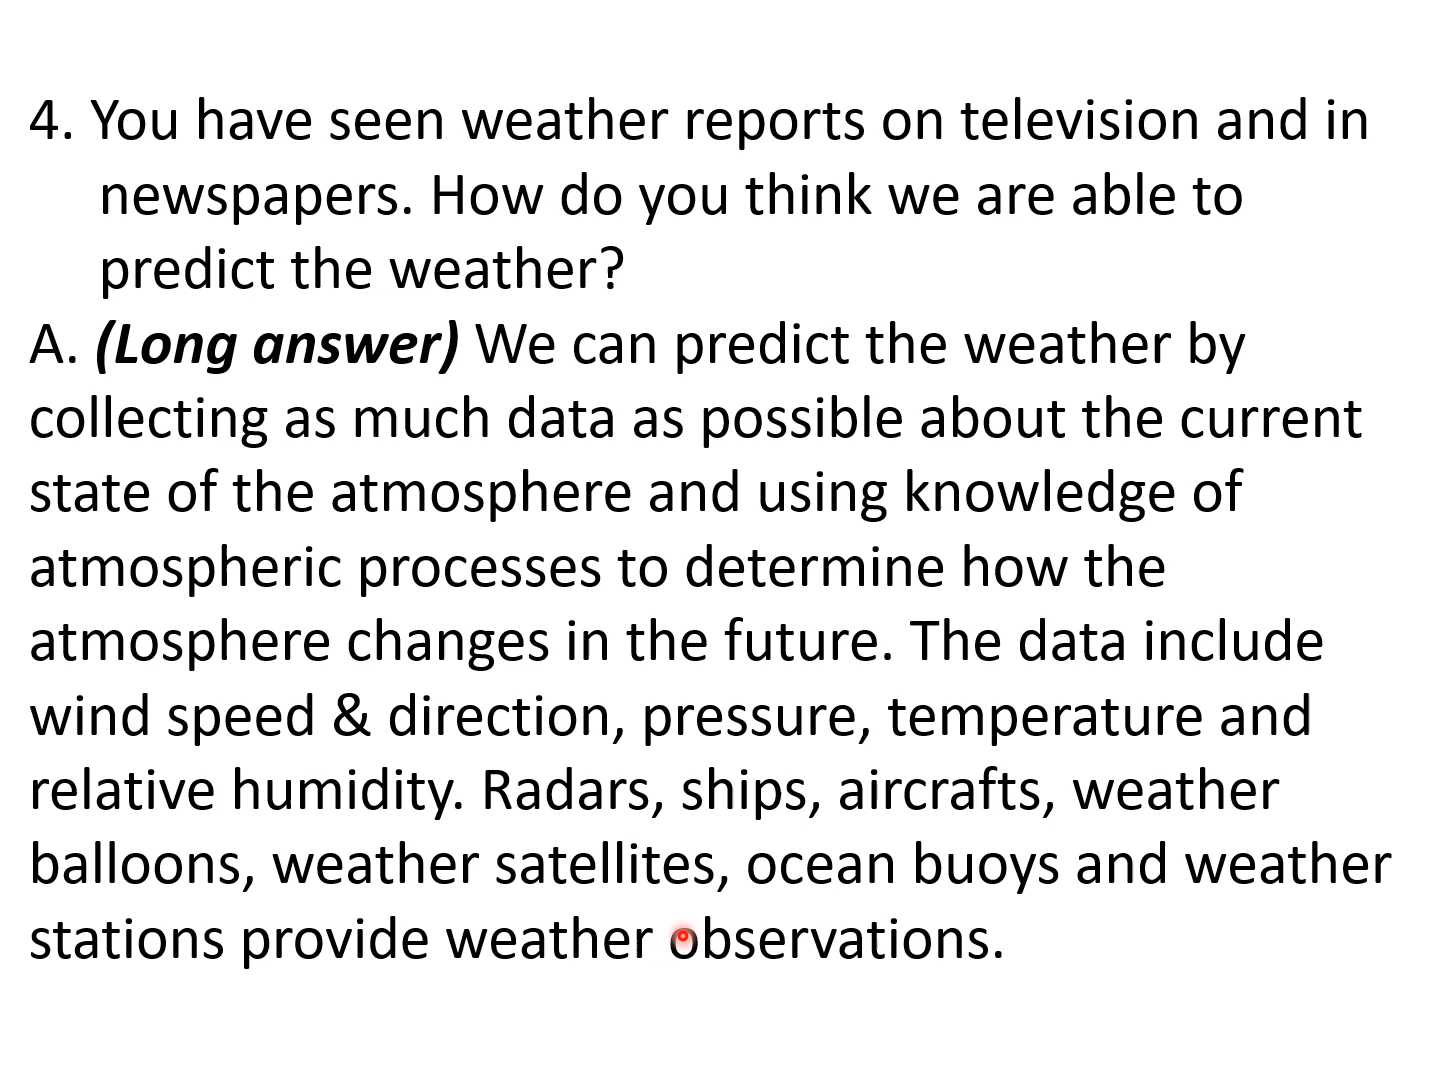 4. You have seen weather reports on television and in
newspapers. How do you think we are able to
predict the weather?
A. (Long answer) We can predict the weather by
collecting as much data as possible about the current
state of the atmosphere and using knowledge of
atmospheric processes to determine how the
atmosphere changes in the future. The data include
wind speed & direction, pressure, temperature and
relative humidity. Radars, ships, aircrafts, weather
balloons, weather satellites, ocean buoys and weather
stations provide weather observations.